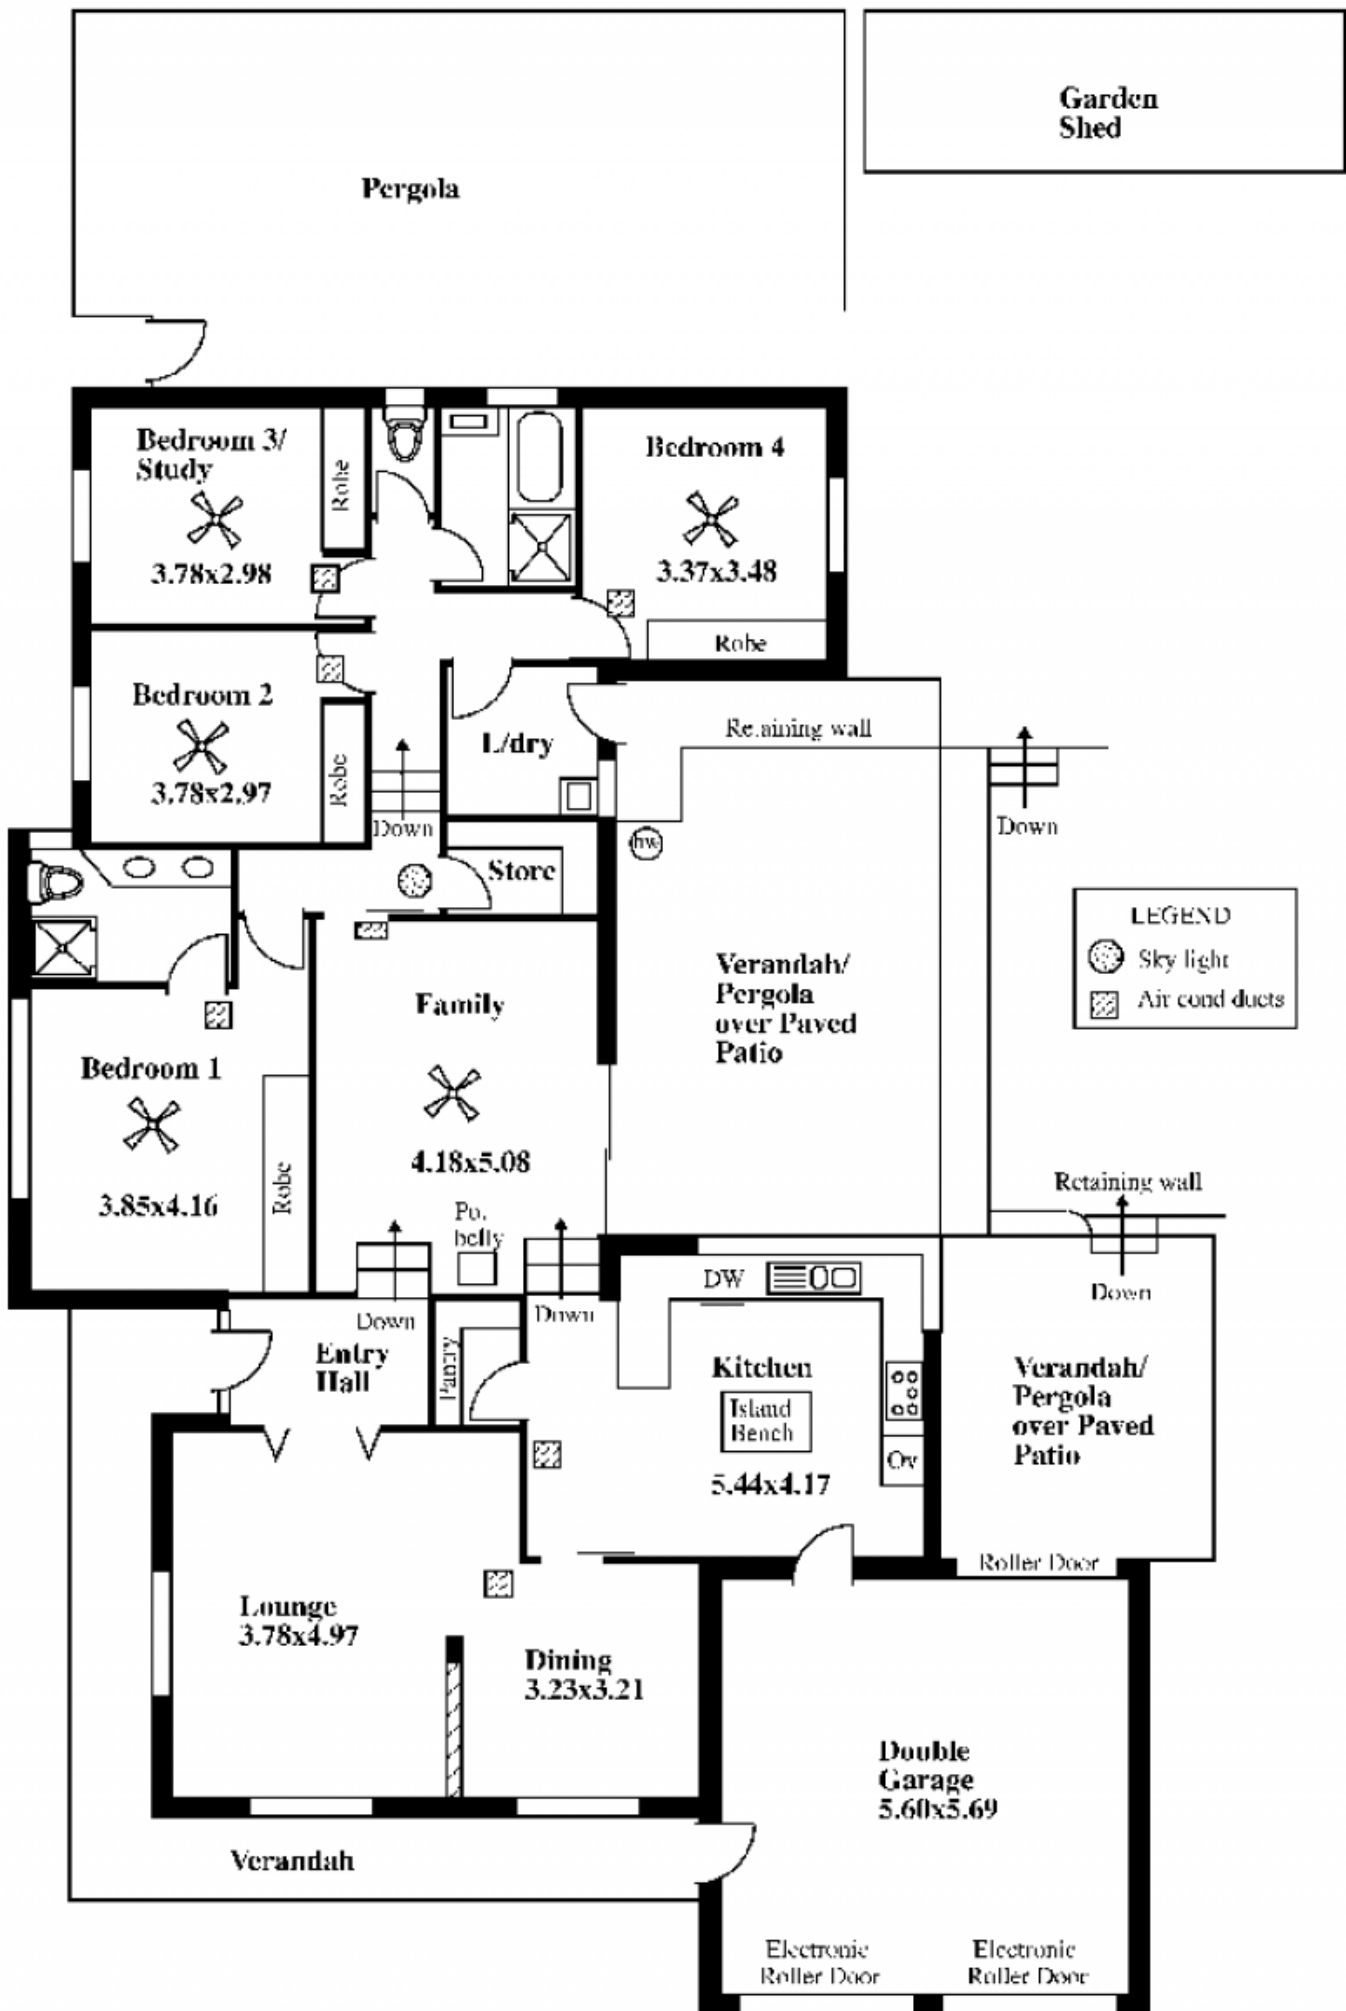 Garden
Shed
Pergola
Bedroom 3/
Study
3.78x2.98
Robe
Bedroom 4
3.37x3.48
Robe
Bedroom 2
3.78x2.97
Robe
L/dry
Retaining wall
Down
Down
Store
hw
LEGEND
Sky light
Air cond ducts
Verandah/
Pergola
over Paved
Patio
Family
4.18x5.08
Bedroom 1
3.85x4.16
Robe
Po.
belly
Retaining wall
Down
Down
Down
DW
Entry
Hall
Pantry
Kitchen
Island
Bench
5.44x4.17
Ov
Verandah/
Pergola
over Paved
Patio
Roller Door
Lounge
3.78x4.97
Dining
3.23x3.21
Double
Garage
5.60x5.69
Verandah
Electronic
Roller Door
Electronic
Roller Door